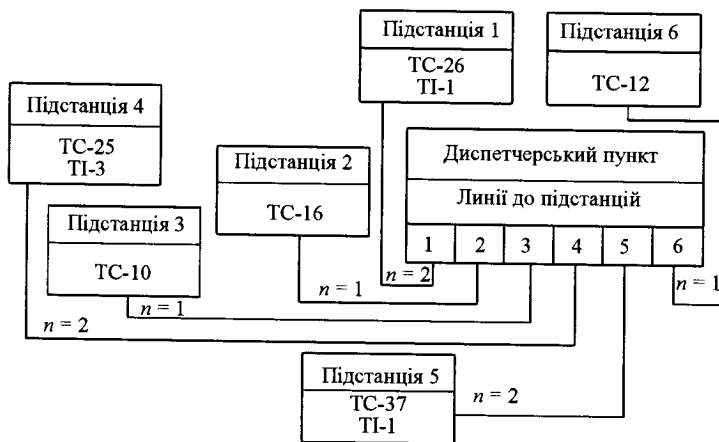 Підстанція 1
ТС-26
ТІ-1
Підстанція 6
ТС-12
Підстанція 4
ТС-25
ТІ-3
Підстанція 2
ТС-16
Диспетчерський пункт
Линії до підстанцій
1 2 3 4 5 6
Підстанція 3
ТС-10
n = 2
n = 1
n = 1
n = 1
n = 2
Підстанція 5
ТС-37
ТІ-1
n = 2